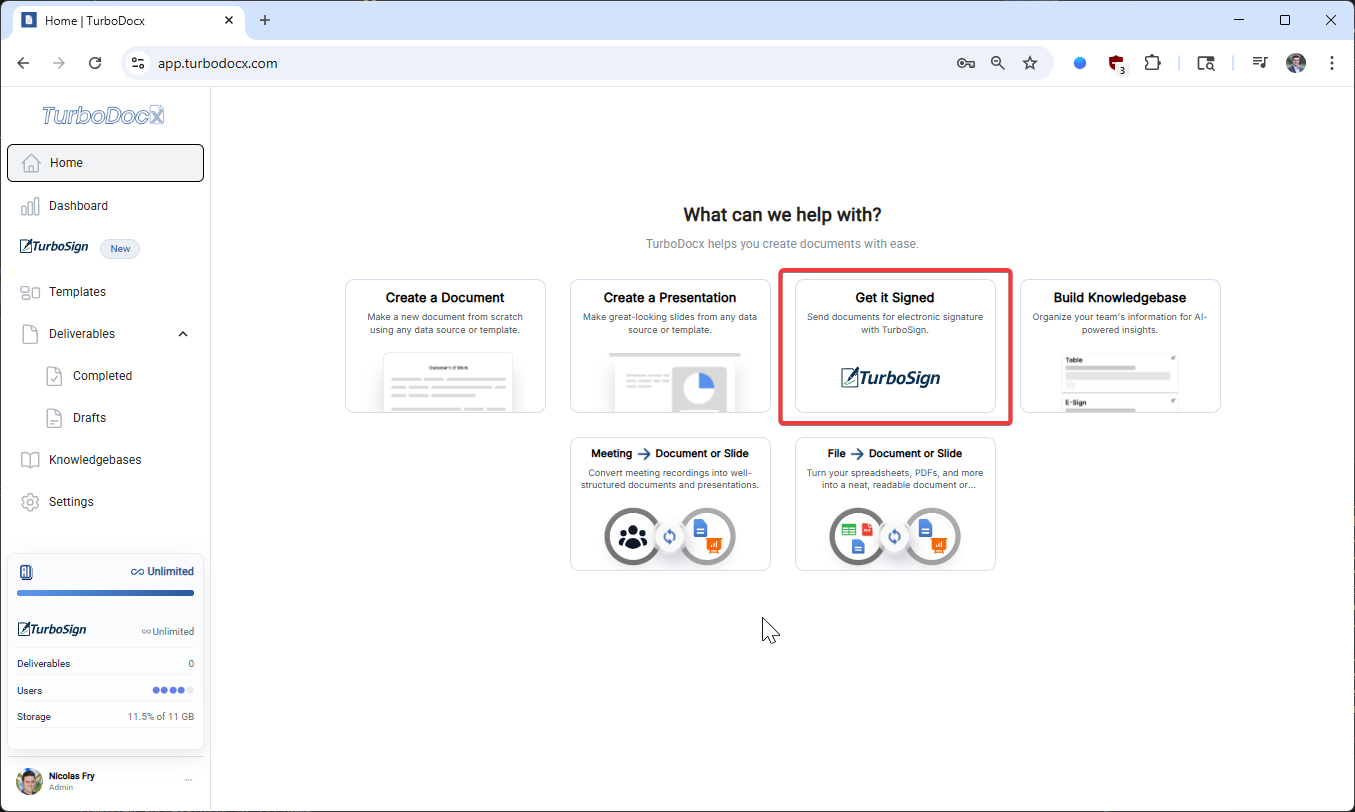 Home | TurboDocx
app.turbodocx.com
3
TurboDocX
Home
Dashboard
TurboSign
New
Templates
Deliverables
Completed
Drafts
Knowledgebases
Settings
Unlimited
TurboSign
Unlimited
Deliverables
0
Users
Storage
11.5% of 11 GB
Nicolas Fry
Admin
...
What can we help with?
TurboDocx helps you create documents with ease.
Create a Document
Make a new document from scratch
using any data source or template.
Statement of Work
Create a Presentation
Make great-looking slides from any data
source or template.
Get it Signed
Send documents for electronic signature
with TurboSign.
TurboSign
Build Knowledgebase
Organize your team's information for AI-
powered insights.
Table
E-Sign
Meeting → Document or Slide
Convert meeting recordings into well-
structured documents and presentations.
File → Document or Slide
Turn your spreadsheets, PDFs, and more
into a neat, readable document or...